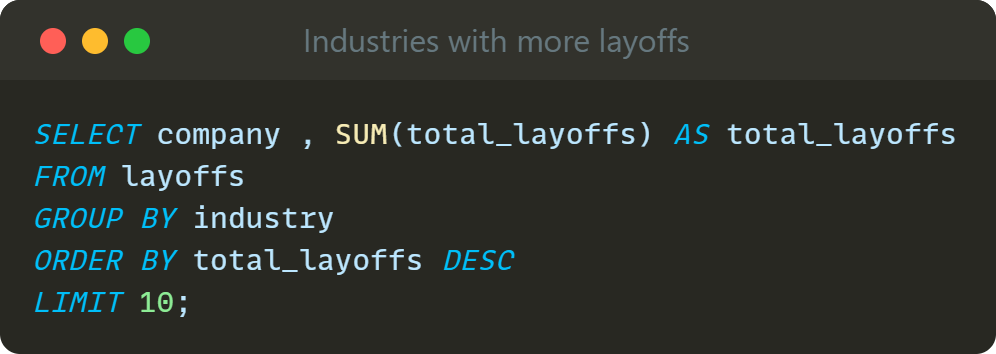 Industries with more layoffs
SELECT company , SUM(total_layoffs) AS total_layoffs
FROM layoffs
GROUP BY industry
ORDER BY total_layoffs DESC
LIMIT 10;